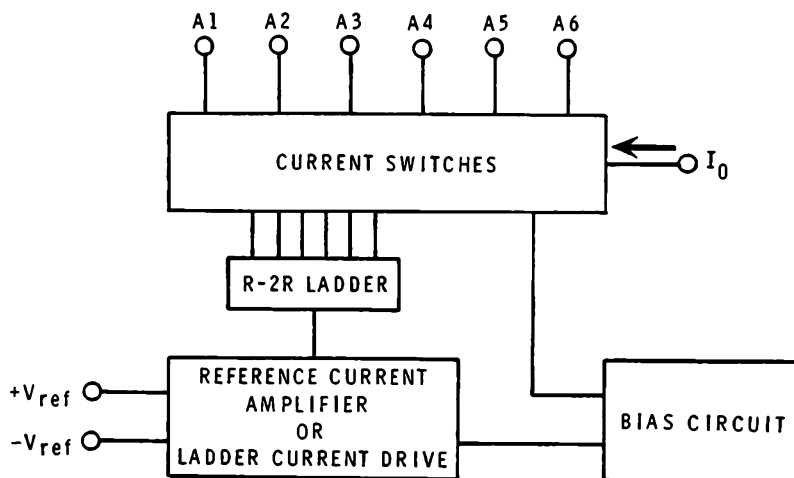 A1 A2 A3 A4 A5 A6
CURRENT SWITCHES
I0
R-2R LADDER
+Vref
-Vref
REFERENCE CURRENT
AMPLIFIER
OR
LADDER CURRENT DRIVE
BIAS CIRCUIT